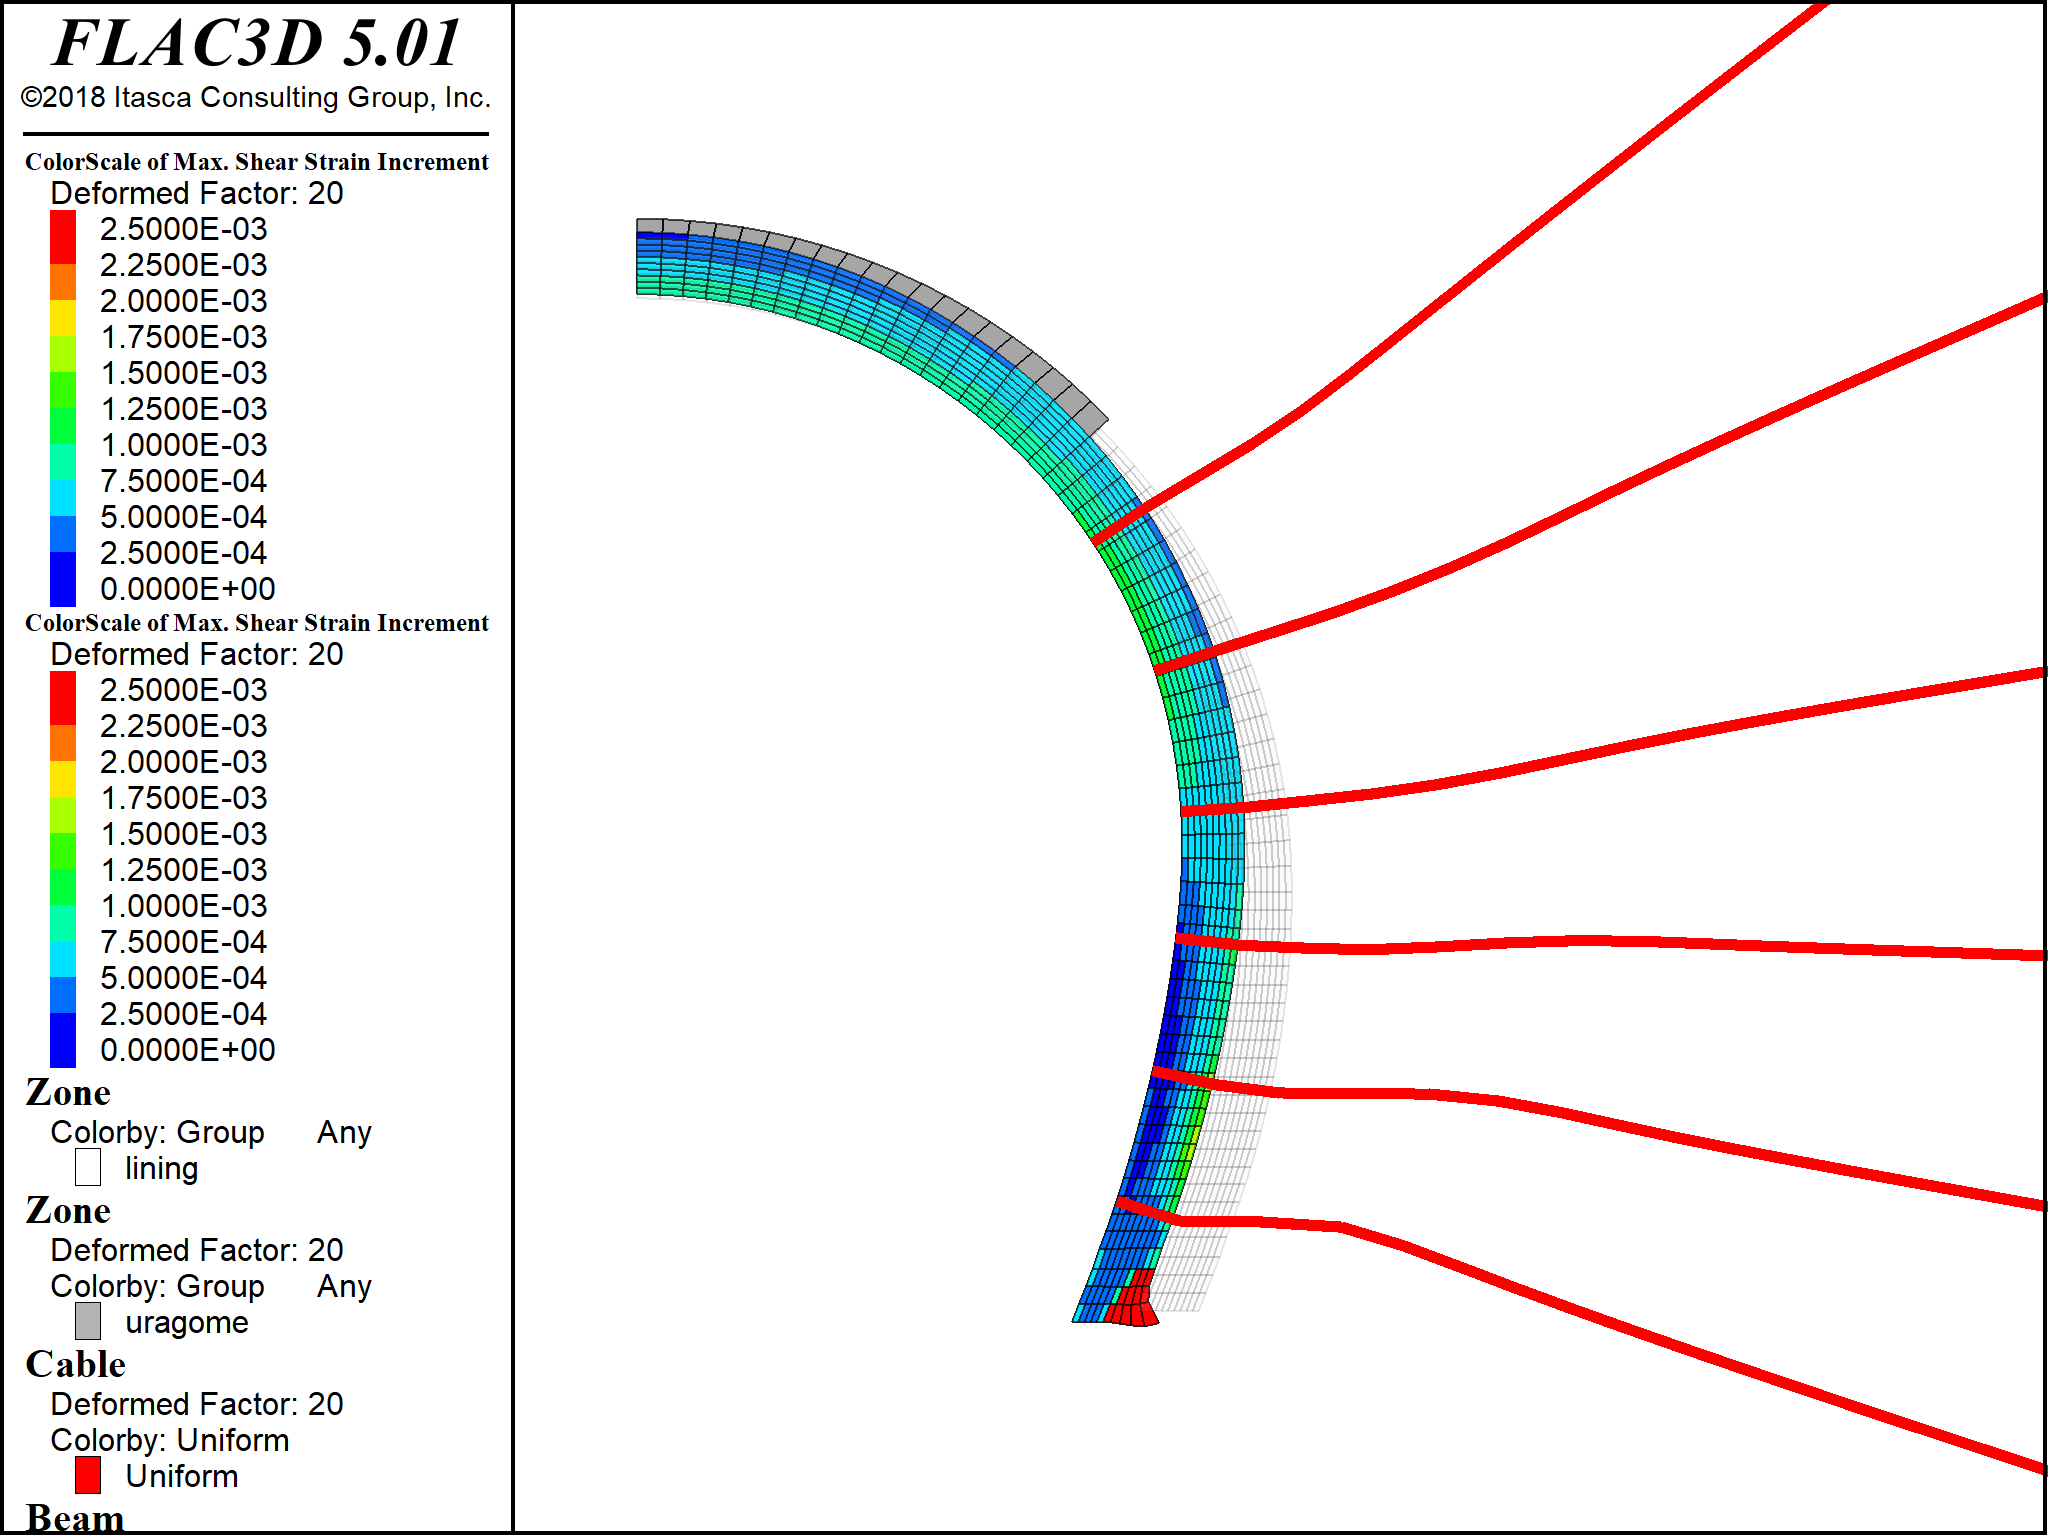 FLAC3D 5.01
©2018 Itasca Consulting Group, Inc.
ColorScale of Max. Shear Strain Increment
Deformed Factor: 20
2.5000E-03
2.2500E-03
2.0000E-03
1.7500E-03
1.5000E-03
1.2500E-03
1.0000E-03
7.5000E-04
5.0000E-04
2.5000E-04
0.0000E+00
ColorScale of Max. Shear Strain Increment
Deformed Factor: 20
2.5000E-03
2.2500E-03
2.0000E-03
1.7500E-03
1.5000E-03
1.2500E-03
1.0000E-03
7.5000E-04
5.0000E-04
2.5000E-04
0.0000E+00
Zone
Colorby: Group Any
lining
Zone
Deformed Factor: 20
Colorby: Group Any
uragome
Cable
Deformed Factor: 20
Colorby: Uniform
Uniform
Beam